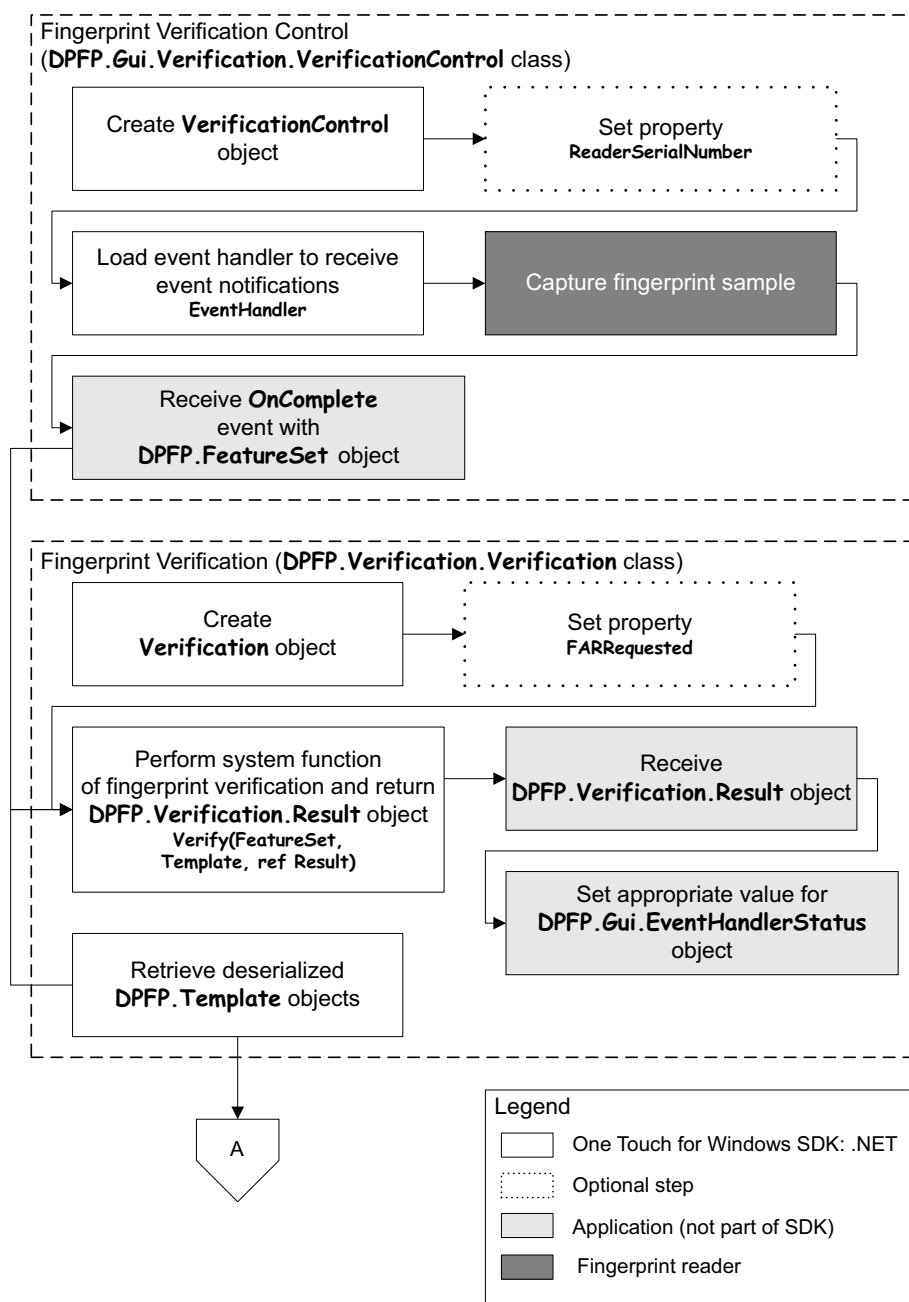 Fingerprint Verification Control
(DPFP.Gui.Verification.VerificationControl class)
Create VerificationControl
object
Set property
ReaderSerialNumber
Load event handler to receive
event notifications
EventHandler
Capture fingerprint sample
Receive OnComplete
event with
DPFP.FeatureSet object
Fingerprint Verification (DPFP.Verification.Verification class)
Create
Verification object
Set property
FARRequested
Perform system function
of fingerprint verification and return
DPFP.Verification.Result object
Verify(FeatureSet,
Template, ref Result)
Receive
DPFP.Verification.Result object
Set appropriate value for
DPFP.Gui.EventHandlerStatus
object
Retrieve deserialized
DPFP.Template objects
A
Legend
One Touch for Windows SDK: .NET
Optional step
Application (not part of SDK)
Fingerprint reader